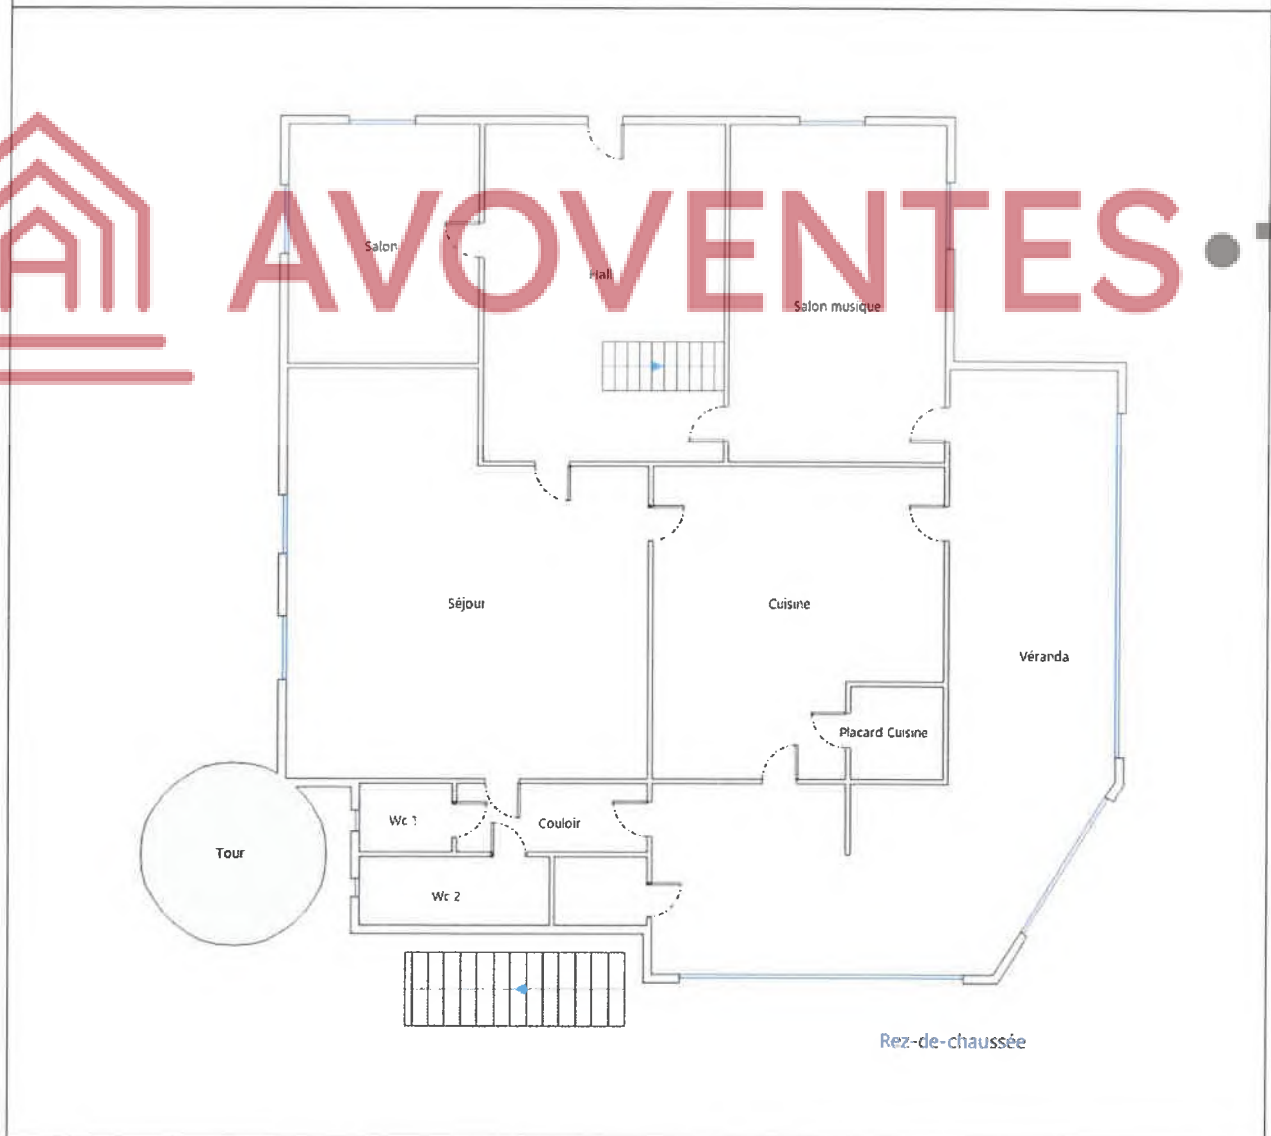 AVOVENTES
Salon
Hall
Salon musique
Séjour
Cuisine
Véranda
Placard Cuisine
Wc 1
Couloir
Tour
Wc 2
Rez-de-chaussée